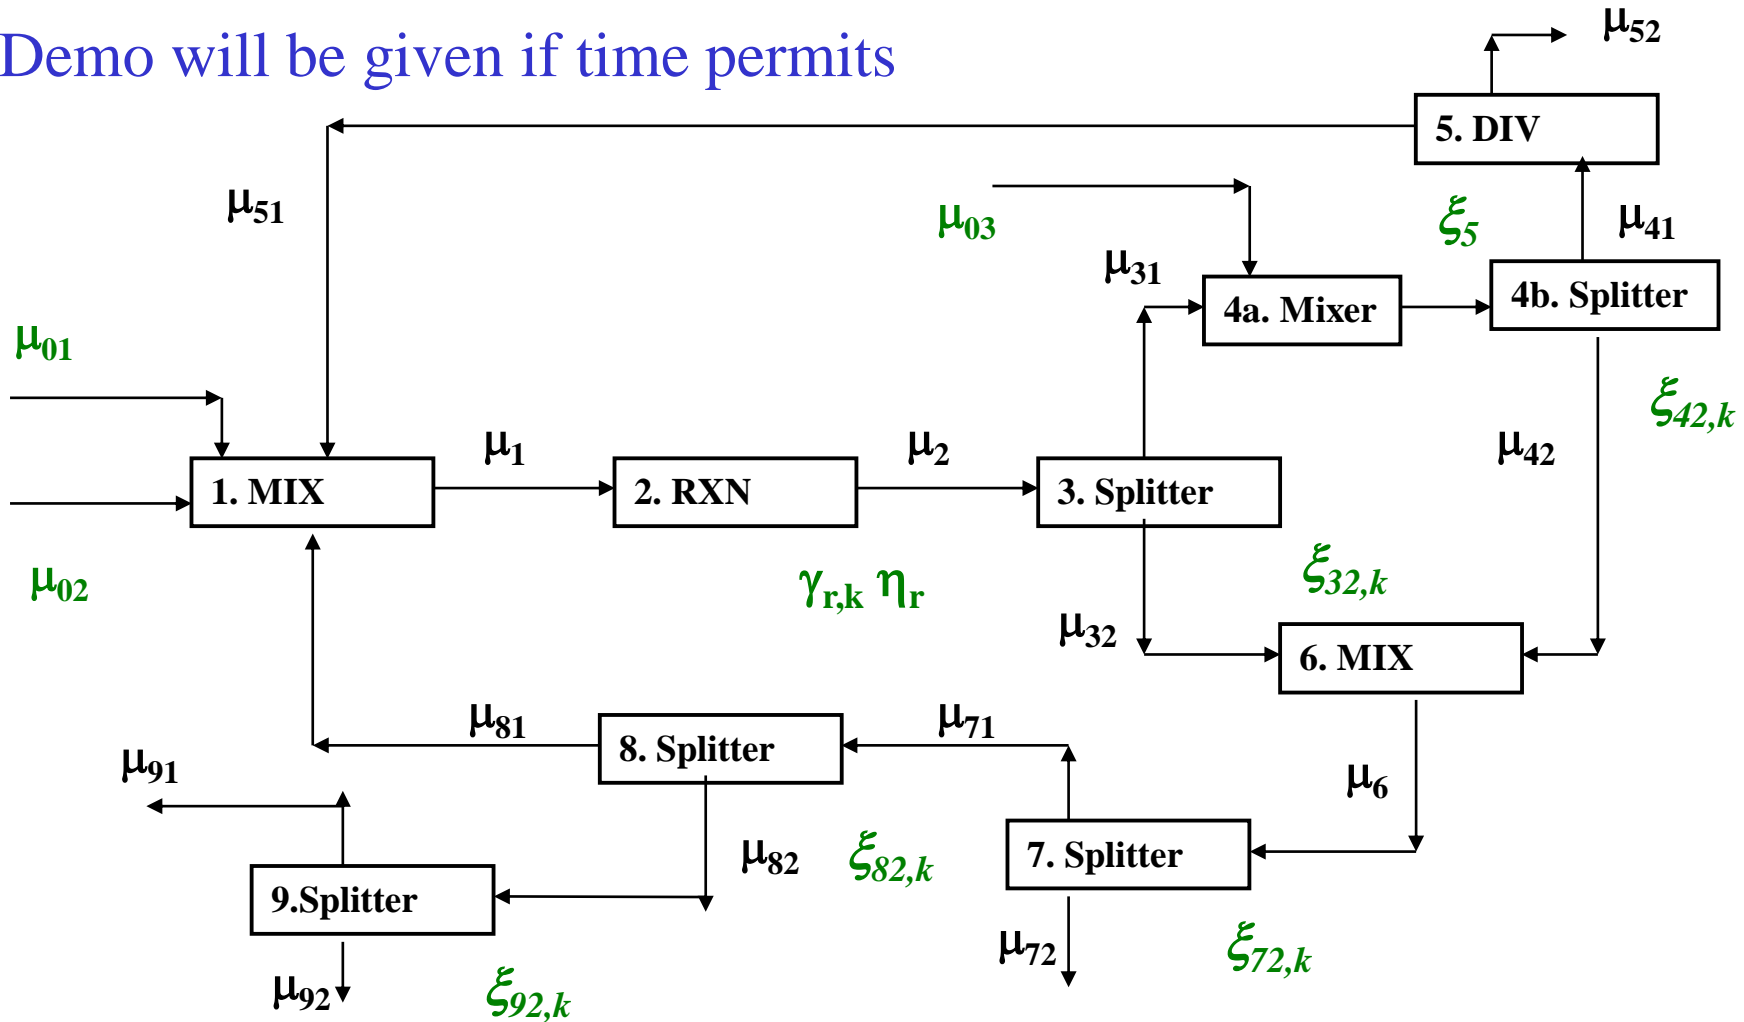 Demo will be given if time permits
μ52
5. DIV
μ51
μ03
ξ5
μ41
μ31
4a. Mixer
4b. Splitter
μ01
ξ42,k
μ1
μ2
μ42
1. MIX
2. RXN
3. Splitter
μ02
γr,k ηr
ξ32,k
μ32
6. MIX
μ81
μ71
μ91
8. Splitter
μ6
μ82
ξ82,k
7. Splitter
9.Splitter
μ72
ξ72,k
μ92
ξ92,k